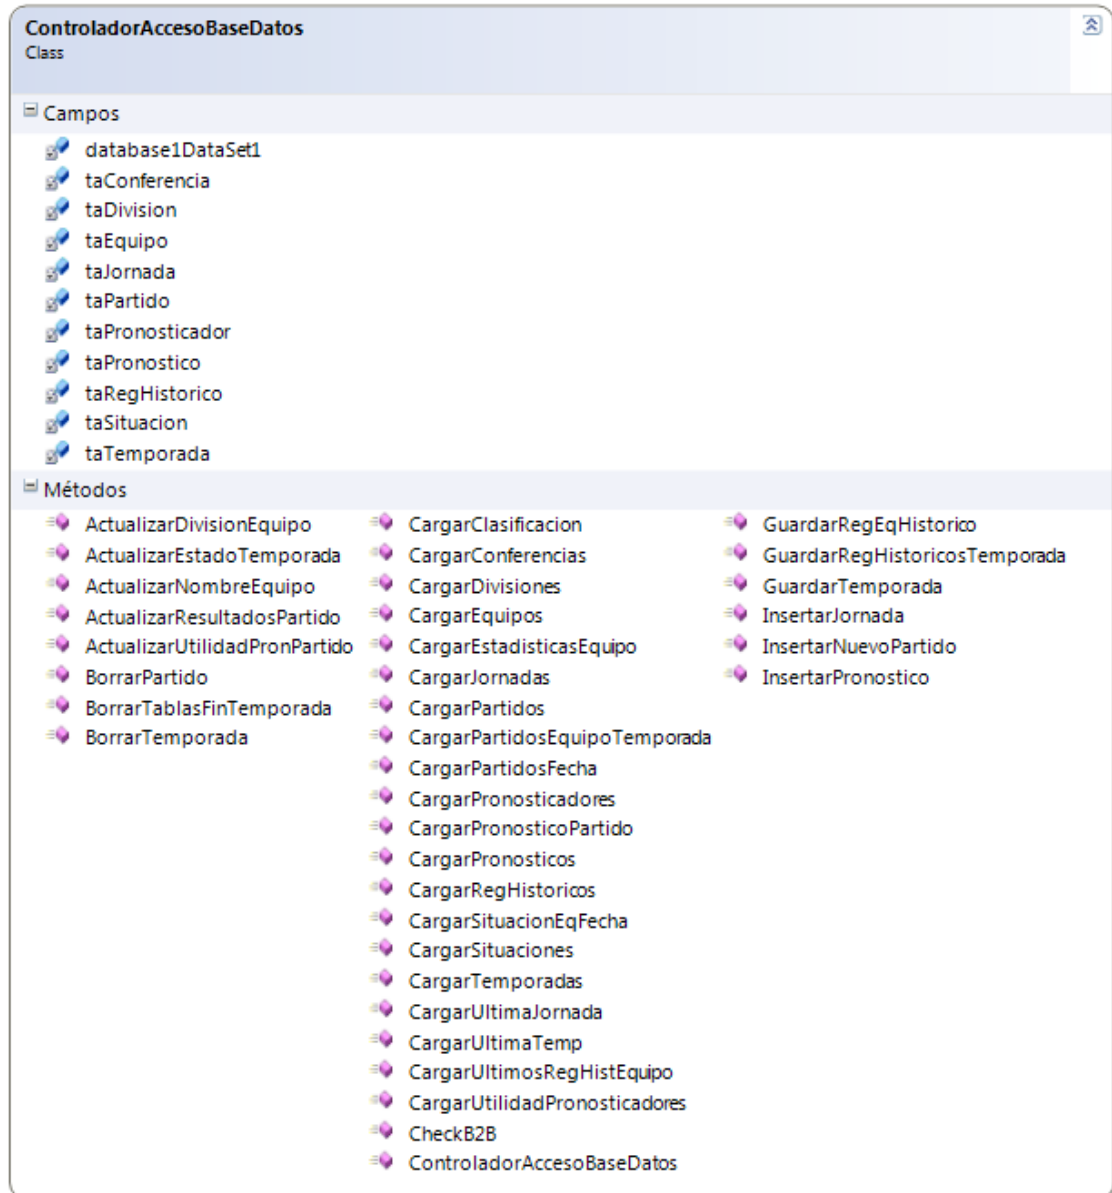 ControladorAccesoBaseDatos
Class
Campos
database1DataSet1
taConferencia
taDivision
taEquipo
taJornada
taPartido
taPronosticador
taPronostico
taRegHistorico
taSituacion
taTemporada
Métodos
ActualizarDivisionEquipo
ActualizarEstadoTemporada
ActualizarNombreEquipo
ActualizarResultadosPartido
ActualizarUtilidadPronPartido
BorrarPartido
BorrarTablasFinTemporada
BorrarTemporada
CargarClasificacion
CargarConferencias
CargarDivisiones
CargarEquipos
CargarEstadisticasEquipo
CargarJornadas
CargarPartidos
CargarPartidosEquipoTemporada
CargarPartidosFecha
CargarPronosticadores
CargarPronosticoPartido
CargarPronosticos
CargarRegHistoricos
CargarSituacionEqFecha
CargarSituaciones
CargarTemporadas
CargarUltimaJornada
CargarUltimaTemp
CargarUltimosRegHistEquipo
CargarUtilidadPronosticadores
CheckB2B
ControladorAccesoBaseDatos
GuardarRegEqHistorico
GuardarRegHistoricosTemporada
GuardarTemporada
InsertarJornada
InsertarNuevoPartido
InsertarPronostico